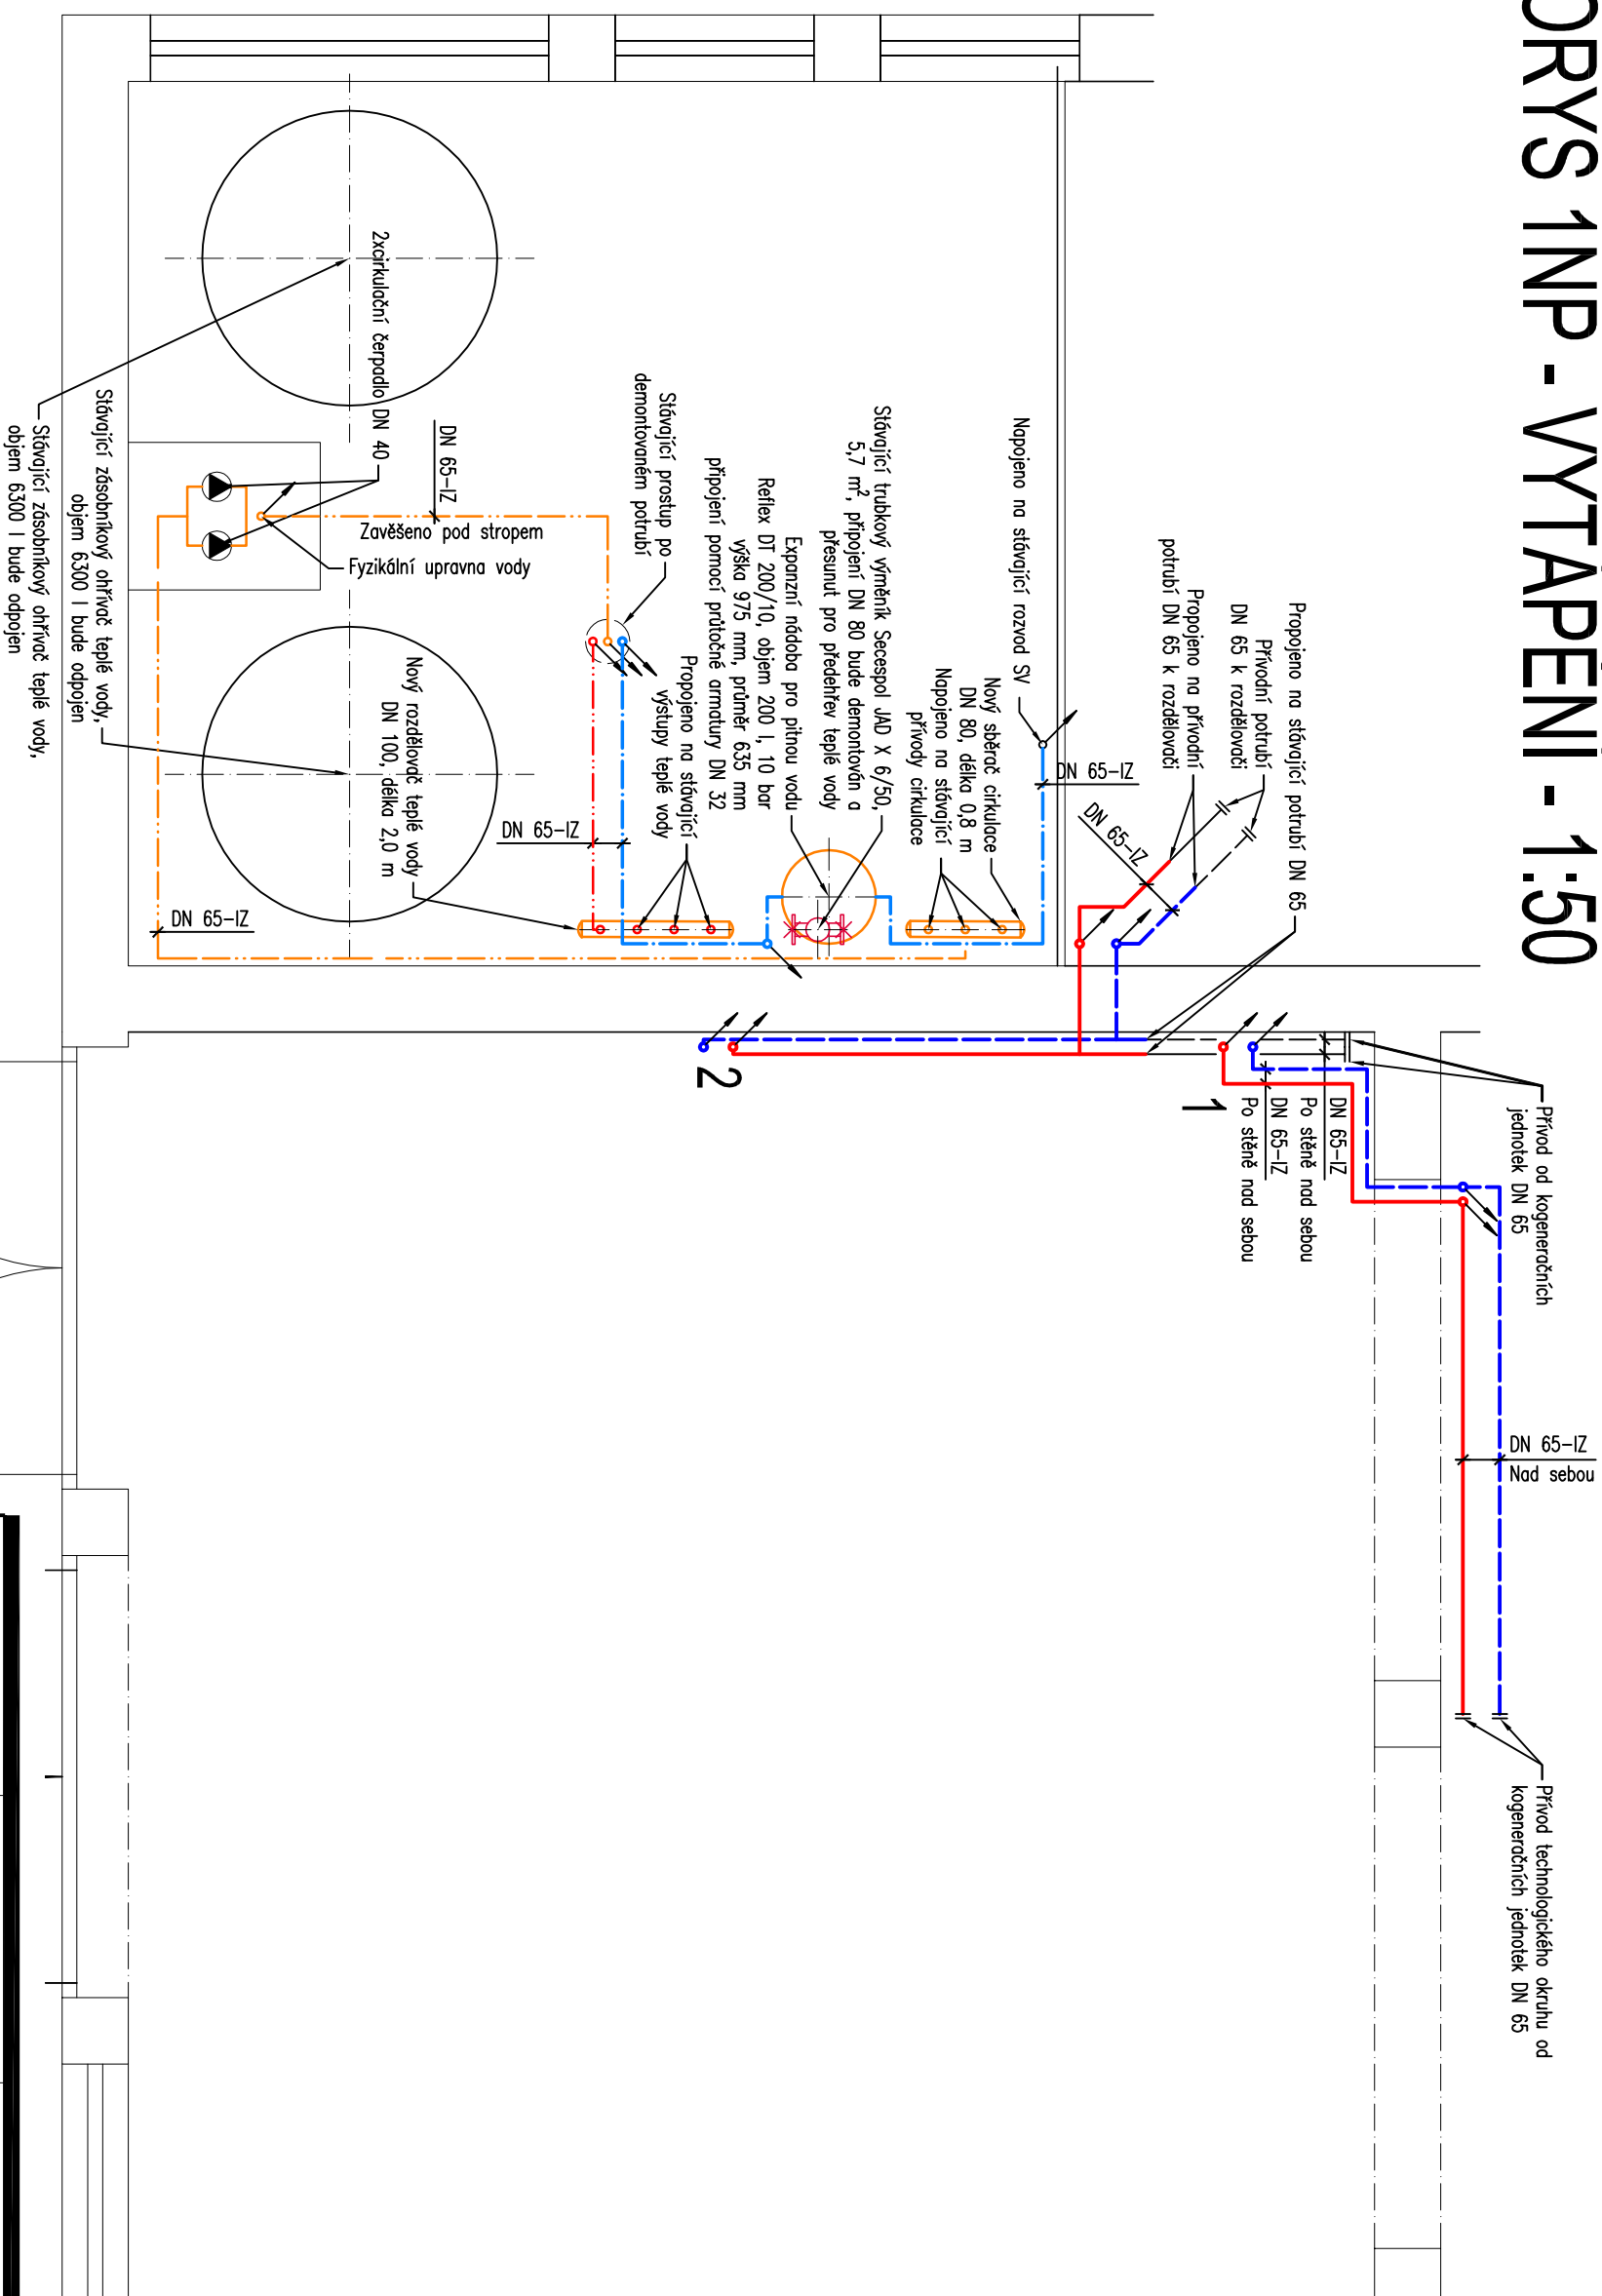 ORYS 1NP - VYTÁPĚNÍ - 1:50
Přívod od kogeneračních
jednotek DN 65
Přívod technologického okruhu od
kogeneračních jednotek DN 65
DN 65-IZ
Nad sebou
Propojeno na stávající potrubí DN 65
Přívodní potrubí
DN 65 k rozdělovači
Propojeno na přívodní
potrubí DN 65 k rozdělovači
DN 65-IZ
Po stěně nad sebou
DN 65-IZ
Po stěně nad sebou
1
2
DN 65-IZ
DN 65-IZ
Napojeno na stávající rozvod SV
Nový sběrač cirkulace
DN 80, délka 0,8 m
Napojeno na stávající
přívody cirkulace
Stávající trubkový výměník Secespol JAD X 6/50,
5,7 m², připojení DN 80 bude demontován a
přesunut pro předehřev teplé vody
Expanzní nádoba pro pitnou vodu
Reflex DT 200/10, objem 200 l, 10 bar
výška 975 mm, průměr 635 mm
připojení pomocí průtočné armatury DN 32
Propojeno na stávající
výstupy teplé vody
Stávající prostup po
demontovaném potrubí
DN 65-IZ
Zavěšeno pod stropem
DN 65-IZ
Fyzikální upravna vody
Nový rozdělovač teplé vody
DN 100, délka 2,0 m
2xcirkulační čerpadlo DN 40
DN 65-IZ
Stávající zásobníkový ohřívač teplé vody,
objem 6300 l bude odpojen
Stávající zásobníkový ohřívač teplé vody,
objem 6300 l bude odpojen